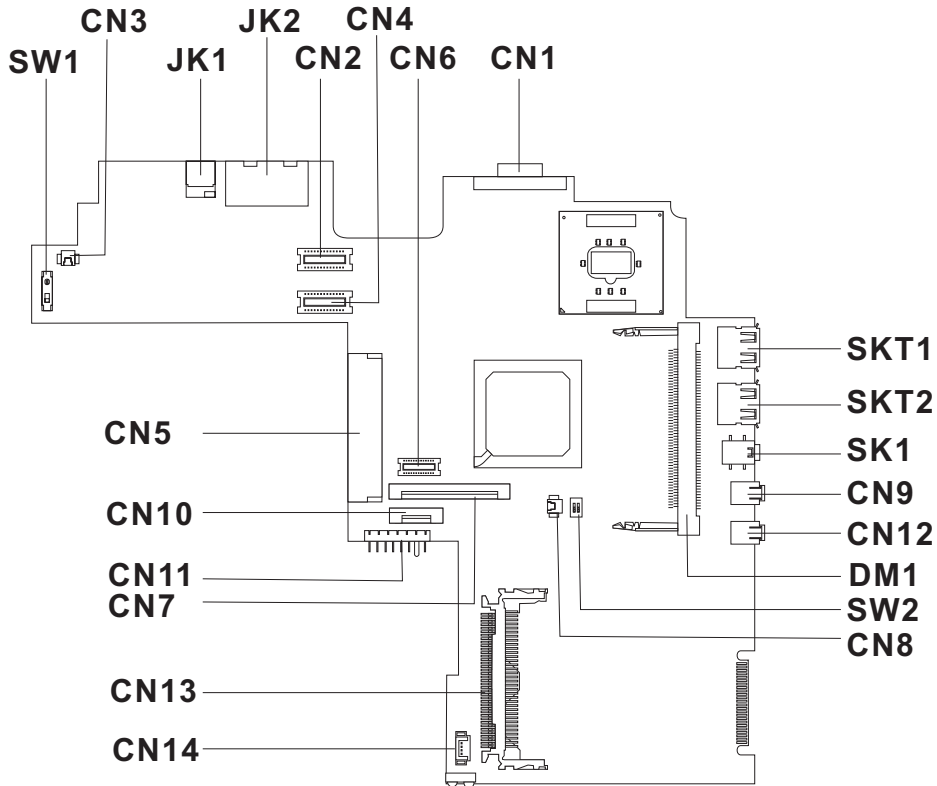 CN3
JK2
CN4
SW1
JK1
CN2
CN6
CN1
SKT1
SKT2
CN5
SK1
CN9
CN10
CN12
CN11
DM1
CN7
SW2
CN8
CN13
CN14